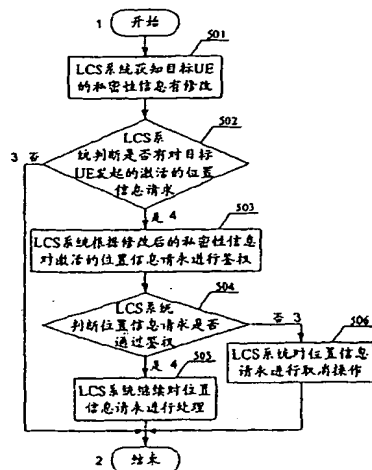 1 开始
501
LCS系统获知目标UE
的私密性信息有修改
502
LCS系
统判断是否有对目标
UE发起的激活的位置
信息请求
3 否
是 4
503
LCS系统根据修改后的私密性信息
对激活的位置信息请求进行鉴权
504
LCS系统
判断位置信息请求是否
通过鉴权
否 3
506
LCS系统对位置信息
请求进行取消操作
是 4
505
LCS系统继续对位置
信息请求进行处理
2 结束